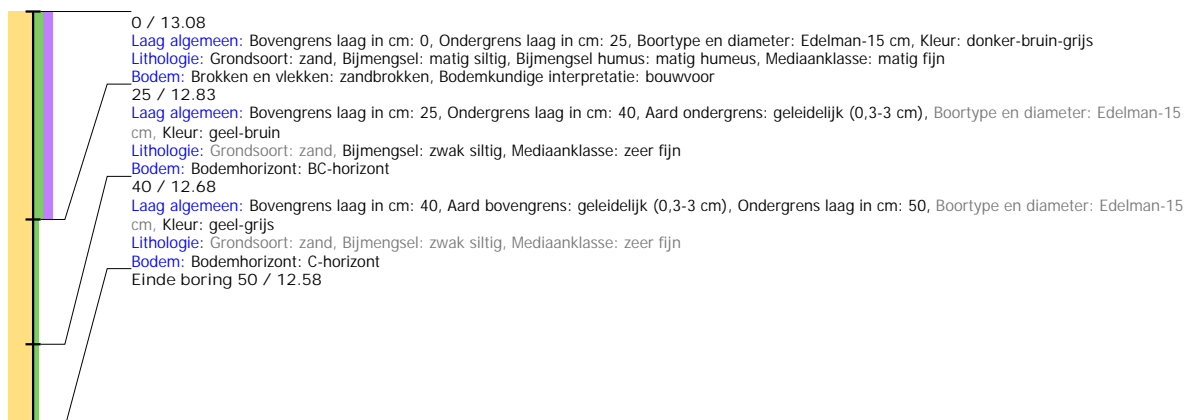 0 / 13.08
Laag algemeen: Bovengrens laag in cm: 0, Ondergrens laag in cm: 25, Boortype en diameter: Edelman-15 cm, Kleur: donker-bruin-grijs
Lithologie: Grondsoort: zand, Bijmengsel: matig siltig, Bijmengsel humus: matig humeus, Mediaanklasse: matig fijn
Bodem: Brokken en vlekken: zandbrokken, Bodemkundige interpretatie: bouwvoor
25 / 12.83
Laag algemeen: Bovengrens laag in cm: 25, Ondergrens laag in cm: 40, Aard ondergrens: geleidelijk (0,3-3 cm), Boortype en diameter: Edelman-15
cm, Kleur: geel-bruin
Lithologie: Grondsoort: zand, Bijmengsel: zwak siltig, Mediaanklasse: zeer fijn
Bodem: Bodemhorizont: BC-horizont
40 / 12.68
Laag algemeen: Bovengrens laag in cm: 40, Aard bovengrens: geleidelijk (0,3-3 cm), Ondergrens laag in cm: 50, Boortype en diameter: Edelman-15
cm, Kleur: geel-grijs
Lithologie: Grondsoort: zand, Bijmengsel: zwak siltig, Mediaanklasse: zeer fijn
Bodem: Bodemhorizont: C-horizont
Einde boring 50 / 12.58